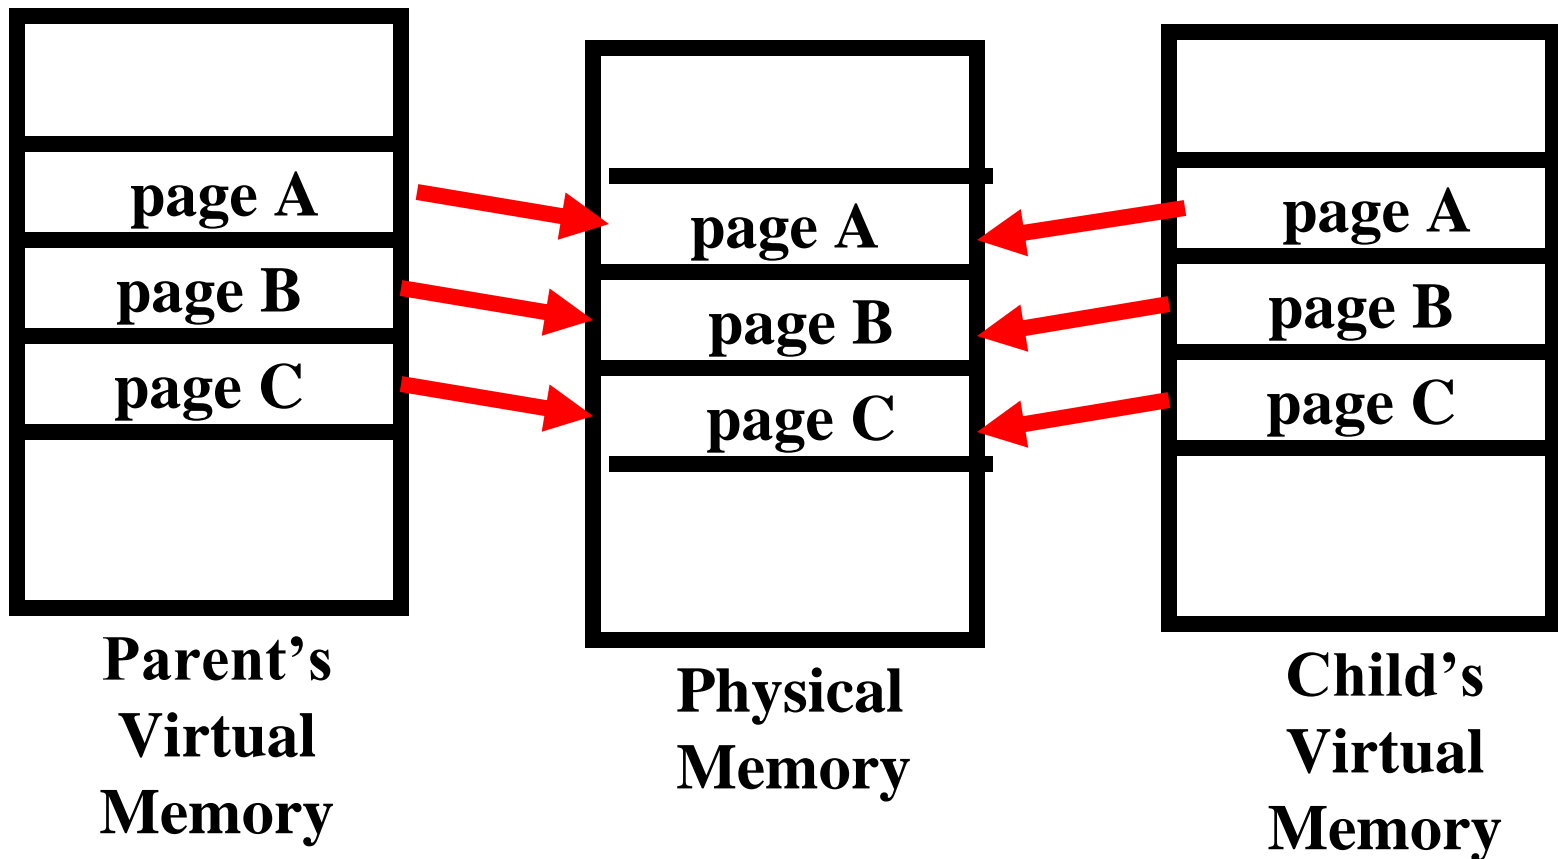 page A
page B
page C
Parent’s
Virtual
Memory
page A
page B
page C
Physical
Memory
page A
page B
page C
Child’s
Virtual
Memory